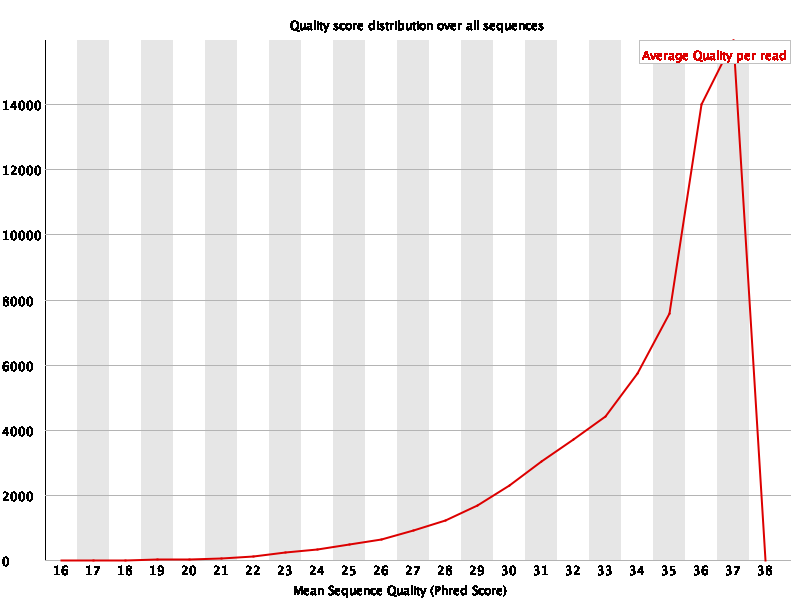 Quality score distribution over all sequences
Average Quality per read
14000
12000
10000
8000
6000
4000
2000
0
16 17 18 19 20 21 22 23 24 25 26 27 28 29 30 31 32 33 34 35 36 37 38
Mean Sequence Quality (Phred Score)